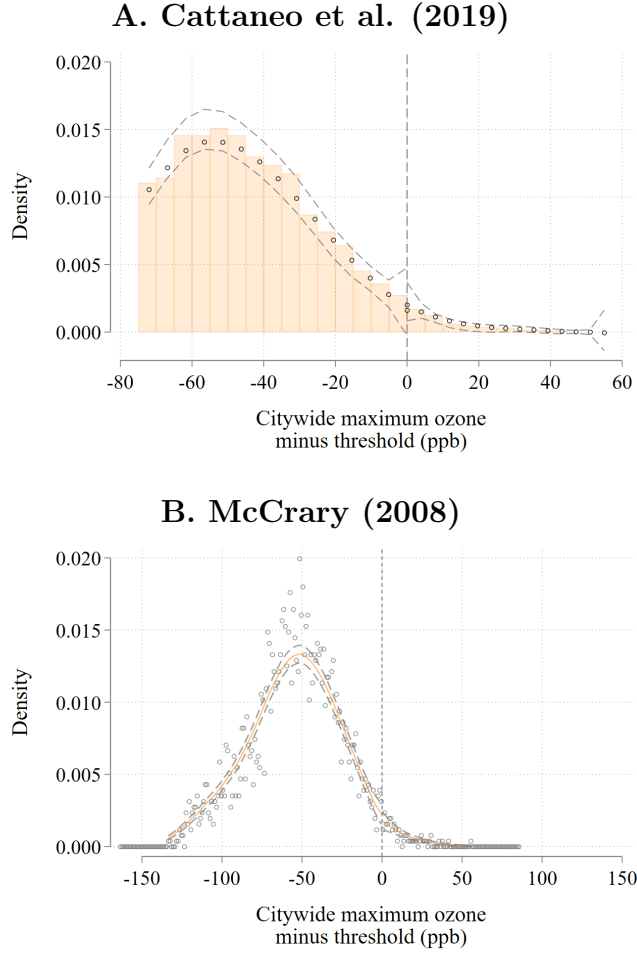 A. Cattaneo et al. (2019)
0.020
0.015
0.010
0.005
0.000
Density
-80 -60 -40 -20 0 20 40 60
Citywide maximum ozone
minus threshold (ppb)
B. McCrary (2008)
0.020
0.015
0.010
0.005
0.000
Density
-150 -100 -50 0 50 100 150
Citywide maximum ozone
minus threshold (ppb)